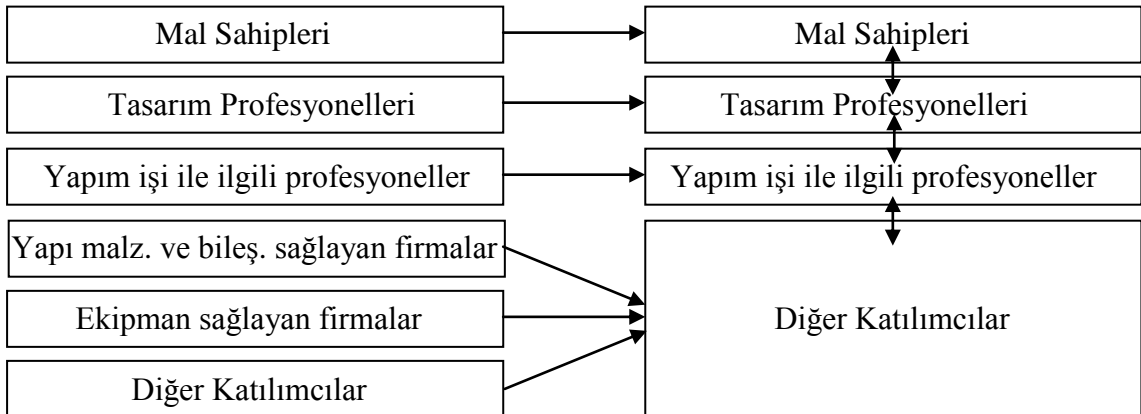 Mal Sahipleri
Mal Sahipleri
Tasarım Profesyonelleri
Tasarım Profesyonelleri
Yapım işi ile ilgili profesyoneller
Yapım işi ile ilgili profesyoneller
Yapı malz. ve bileş. sağlayan firmalar
Ekipman sağlayan firmalar
Diğer Katılımcılar
Diğer Katılımcılar